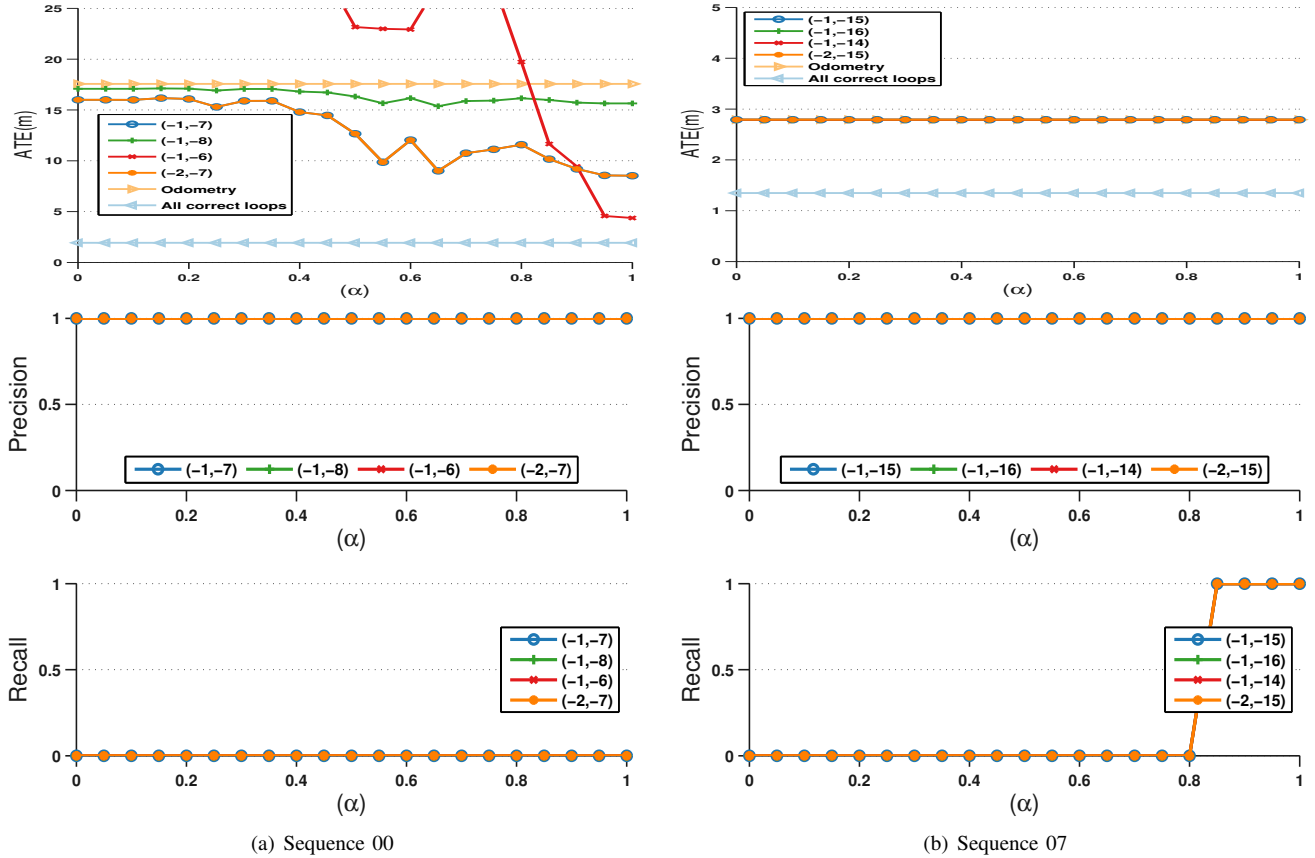 25
20
15
10
5
0
ATE(m)
(−1,−7)
(−1,−8)
(−1,−6)
(−2,−7)
Odometry
All correct loops
0 0.2 0.4 0.6 0.8 1
(α)
5
4
3
2
1
0
ATE(m)
(−1,−15)
(−1,−16)
(−1,−14)
(−2,−15)
Odometry
All correct loops
0 0.2 0.4 0.6 0.8 1
(α)
1
0.5
0
Precision
(−1,−7) (−1,−8) (−1,−6) (−2,−7)
0 0.2 0.4 0.6 0.8 1
(α)
1
0.5
0
Precision
(−1,−15) (−1,−16) (−1,−14) (−2,−15)
0 0.2 0.4 0.6 0.8 1
(α)
1
0.5
0
Recall
(−1,−7)
(−1,−8)
(−1,−6)
(−2,−7)
0 0.2 0.4 0.6 0.8 1
(α)
1
0.5
0
Recall
(−1,−15)
(−1,−16)
(−1,−14)
(−2,−15)
0 0.2 0.4 0.6 0.8 1
(α)
(a) Sequence 00
(b) Sequence 07